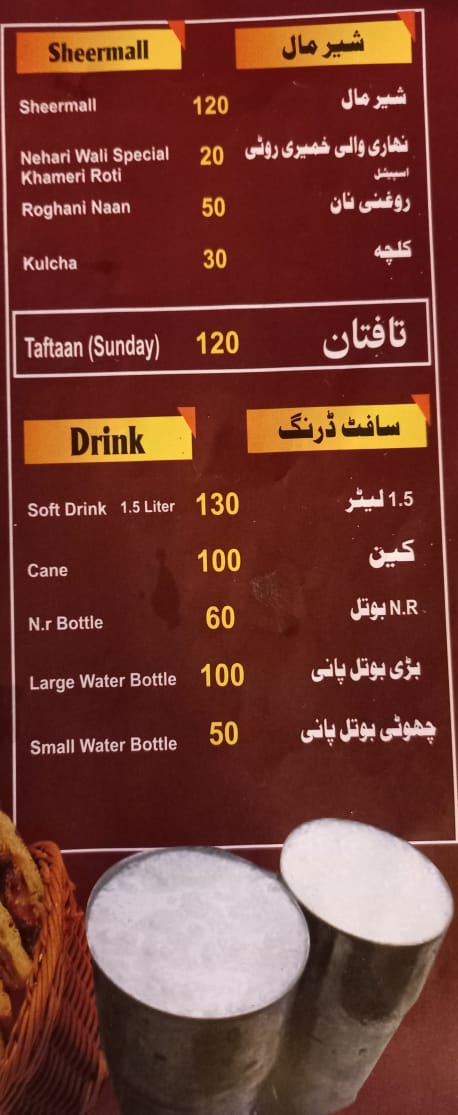 Sheermall شیر مال
Sheermall 120 شیر مال
Nehari Wali Special 20 نهاری والی خمیری روٹی
Khameri Roti اسپیشل
Roghani Naan 50 روغنی نان
Kulcha 30 کلچہ
Taftaan (Sunday) 120 تافتان
Drink سافٹ ڈرنگ
Soft Drink 1.5 Liter 130 1.5 لیٹر
Cane 100 کین
N.r Bottle 60 N.R بوتل
Large Water Bottle 100 بڑی بوتل پانی
Small Water Bottle 50 چھوٹی بوتل پانی